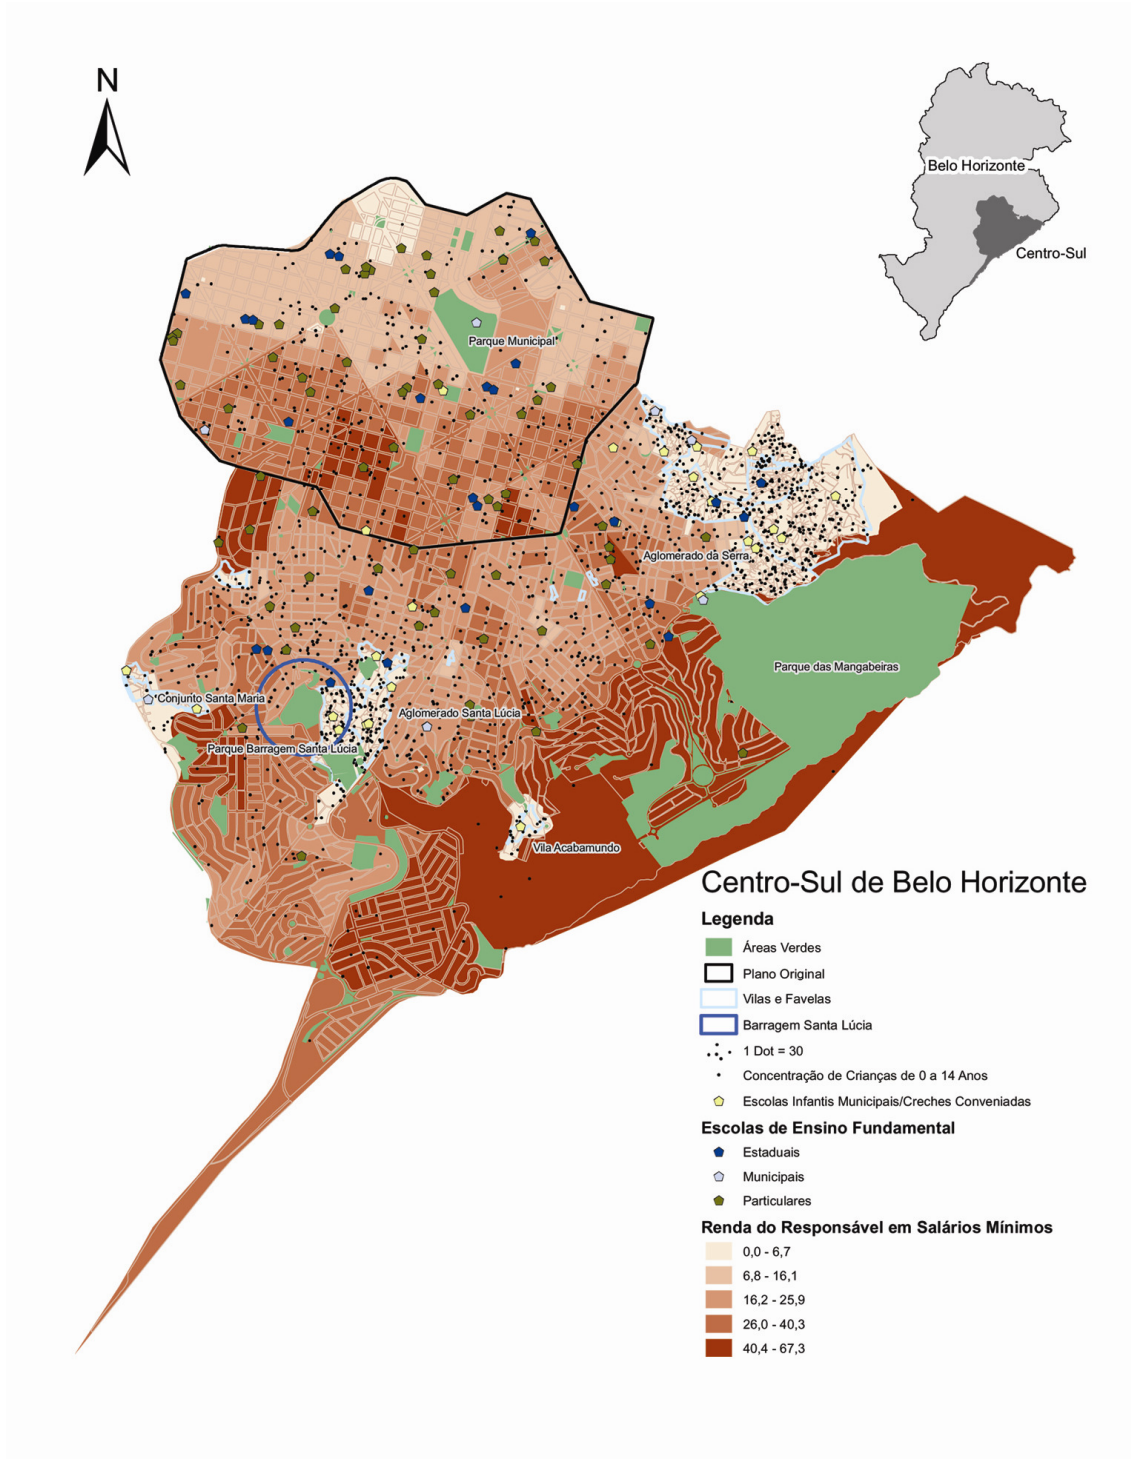 N
Belo Horizonte
Centro-Sul
Parque Municipal
Aglomerado da Serra
Parque das Mangabeiras
Conjunto Santa Maria
Aglomerado Santa Lúcia
Parque Barragem Santa Lúcia
Vila Acabamundo
Centro-Sul de Belo Horizonte
Legenda
Áreas Verdes
Plano Original
Vilas e Favelas
Barragem Santa Lúcia
1 Dot = 30
Concentração de Crianças de 0 a 14 Anos
Escolas Infantis Municipais/Creches Conveniadas
Escolas de Ensino Fundamental
Estaduais
Municipais
Particulares
Renda do Responsável em Salários Mínimos
0,0 - 6,7
6,8 - 16,1
16,2 - 25,9
26,0 - 40,3
40,4 - 67,3